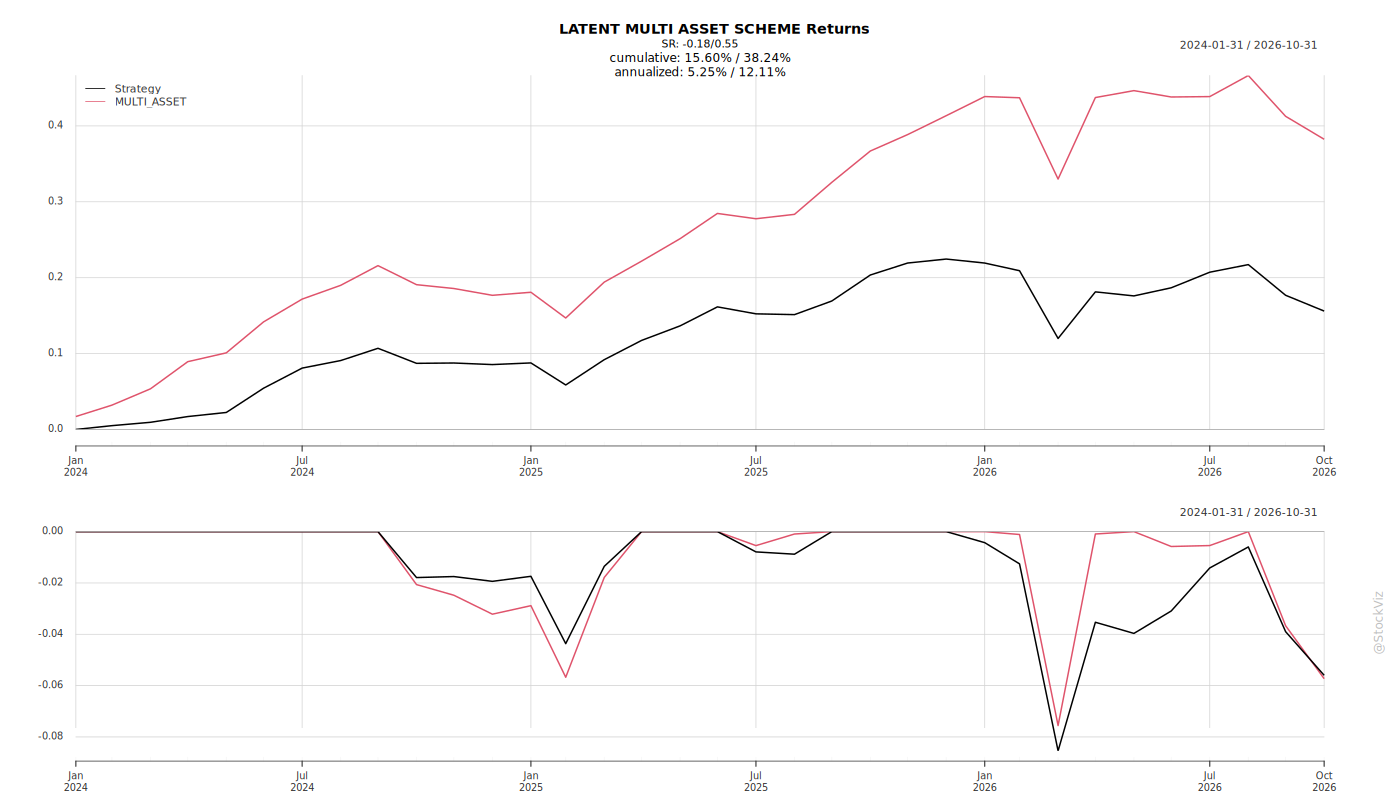 LATENT MULTI ASSET SCHEME Returns
SR: -0.18/0.55
cumulative: 15.60% / 38.24%
annualized: 5.25% / 12.11%
2024-01-31 / 2026-10-31
Strategy
MULTI_ASSET
0.4
0.3
0.2
0.1
0.0
Jan Jul Jan Jul Jan Jul Oct
2024 2024 2025 2025 2026 2026 2026
2024-01-31 / 2026-10-31
0.00
-0.02
-0.04
-0.06
-0.08
Jan Jul Jan Jul Jan Jul Oct
2024 2024 2025 2025 2026 2026 2026
@StockViz